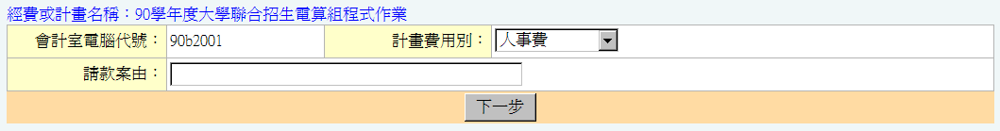 經費或計畫名稱：90學年度大學聯合招生電算組程式作業
會計室電腦代號： 90b2001 計畫費用別： 人事費
請款案由：
下一步